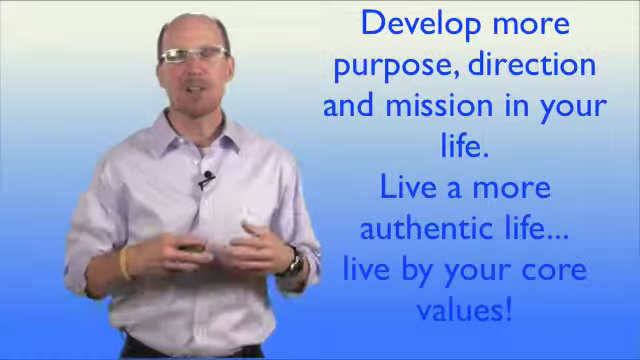 Develop more
purpose, direction
and mission in your
life.
Live a more
authentic life...
live by your core
values!